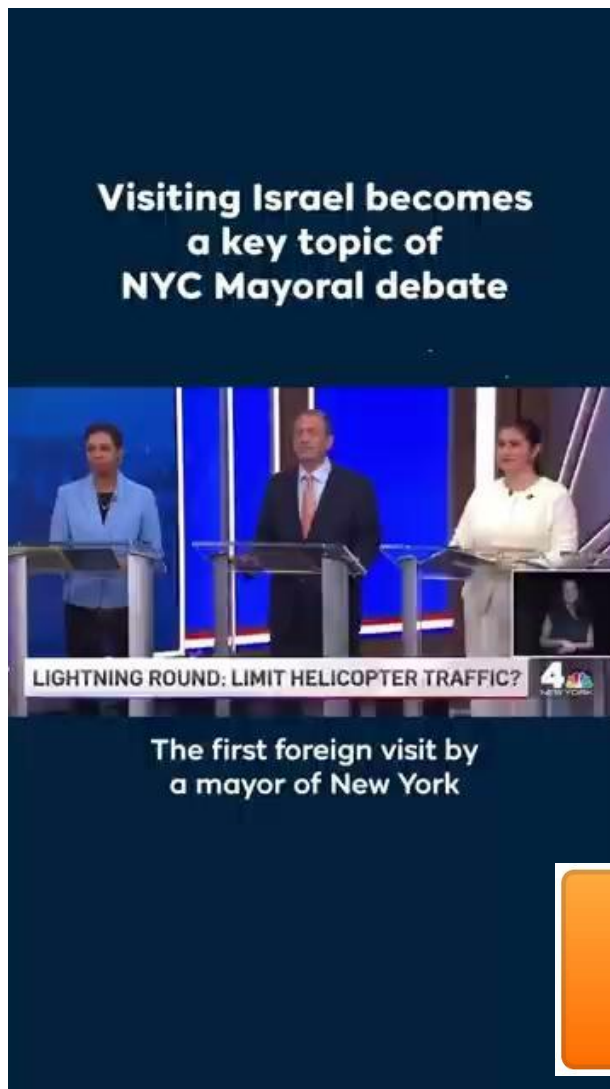 Visiting Israel becomes
a key topic of
NYC Mayoral debate
LIGHTNING ROUND: LIMIT HELICOPTER TRAFFIC?
4
NEW YORK
The first foreign visit by
a mayor of New York